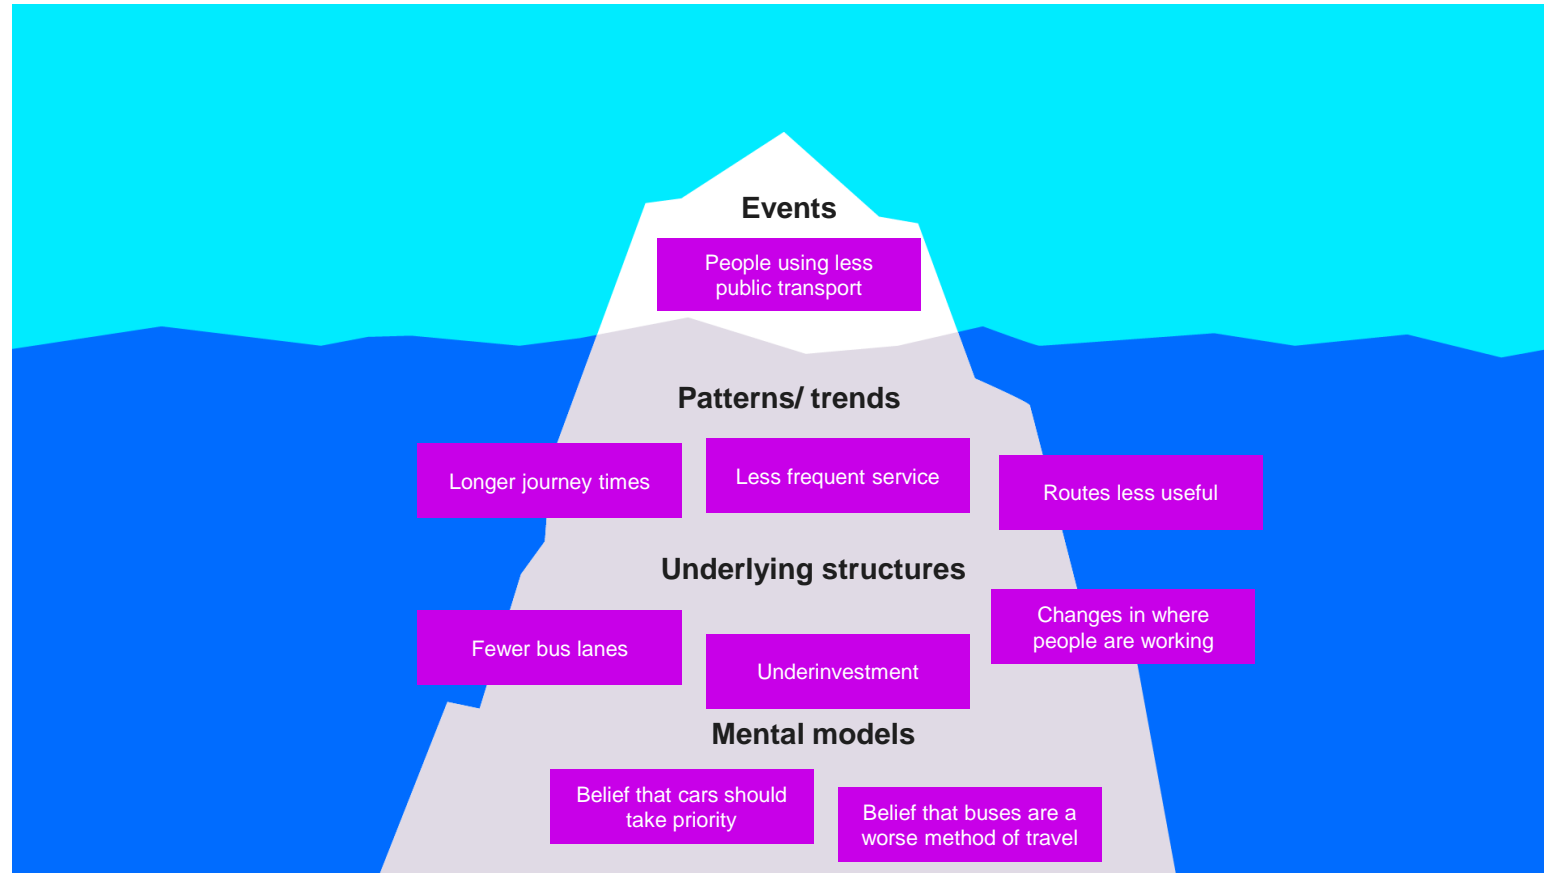 Events
People using less
public transport
Patterns/ trends
Longer journey times
Less frequent service
Routes less useful
Underlying structures
Fewer bus lanes
Underinvestment
Changes in where
people are working
Mental models
Belief that cars should
take priority
Belief that buses are a
worse method of travel